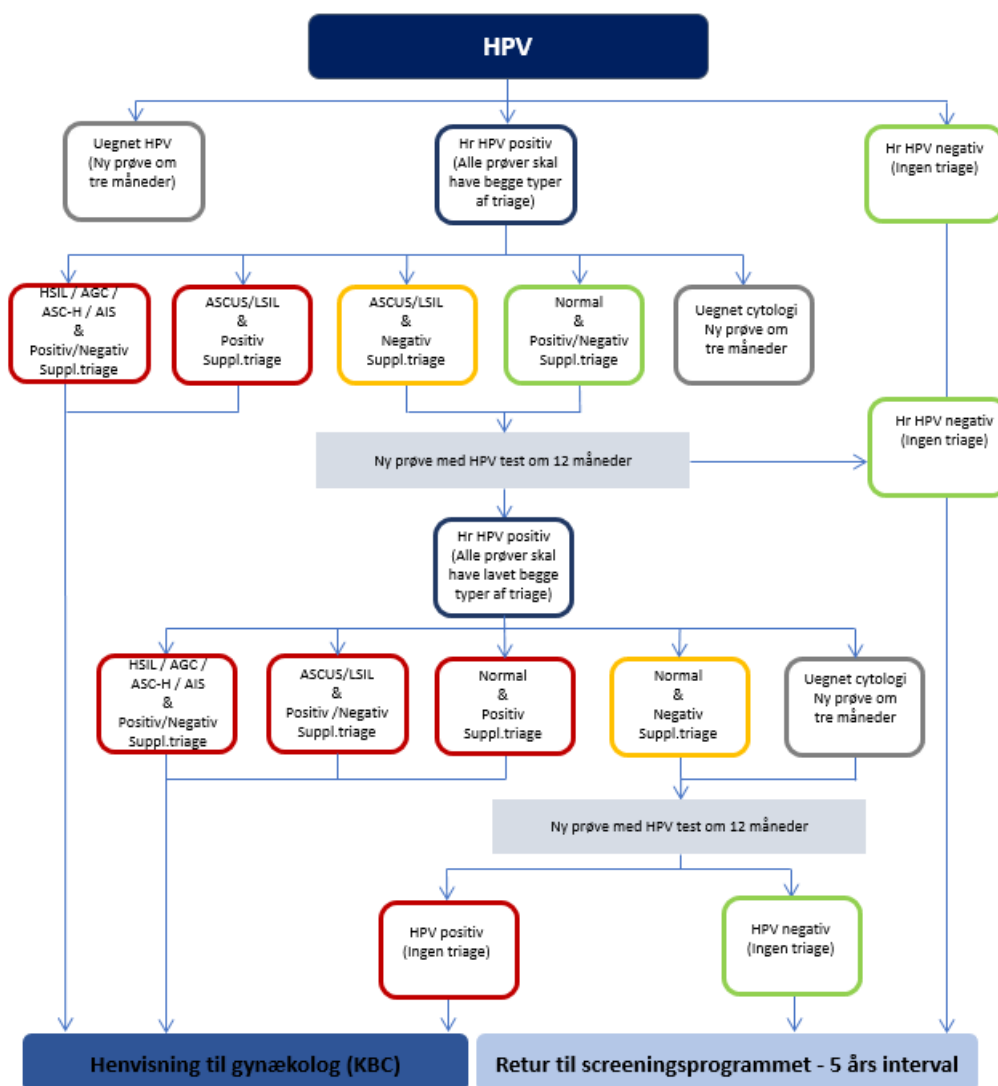 HPV
Uegnet HPV
(Ny prøve om
tre måneder)
Hr HPV positiv
(Alle prøver skal
have begge typer
af triage)
Hr HPV negativ
(Ingen triage)
HSIL / AGC /
ASC-H / AIS
&
Positiv/Negativ
Suppl.triage
ASCUS/LSIL
&
Positiv
Suppl.triage
ASCUS/LSIL
&
Negativ
Suppl.triage
Normal
&
Positiv/Negativ
Suppl.triage
Uegnet cytologi
Ny prøve om
tre måneder
Hr HPV negativ
(Ingen triage)
Ny prøve med HPV test om 12 måneder
Hr HPV positiv
(Alle prøver skal
have lavet begge
typer af triage)
HSIL / AGC /
ASC-H / AIS
&
Positiv/Negativ
Suppl.triage
ASCUS/LSIL
&
Positiv /Negativ
Suppl.triage
Normal
&
Positiv
Suppl.triage
Normal
&
Negativ
Suppl.triage
Uegnet cytologi
Ny prøve om
tre måneder
Ny prøve med HPV test om 12 måneder
HPV positiv
(Ingen triage)
HPV negativ
(Ingen triage)
Henvisning til gynækolog (KBC)
Retur til screeningsprogrammet - 5 års interval